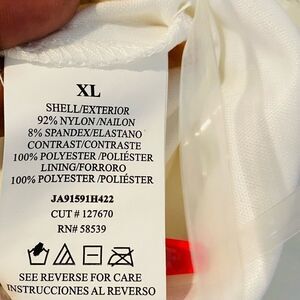 XL
SHELL/EXTERIOR
92% NYLON/NAILON
8% SPANDEX/ELASTANO
CONTRAST/CONTRASTE
100% POLYESTER/POLIÉSTER
LINING/FORRORO
100% POLYESTER/POLIÉSTER
JA91591H422
CUT # 127670
RN# 58539
SEE REVERSE FOR CARE
INSTRUCCIONES AL REVERSO